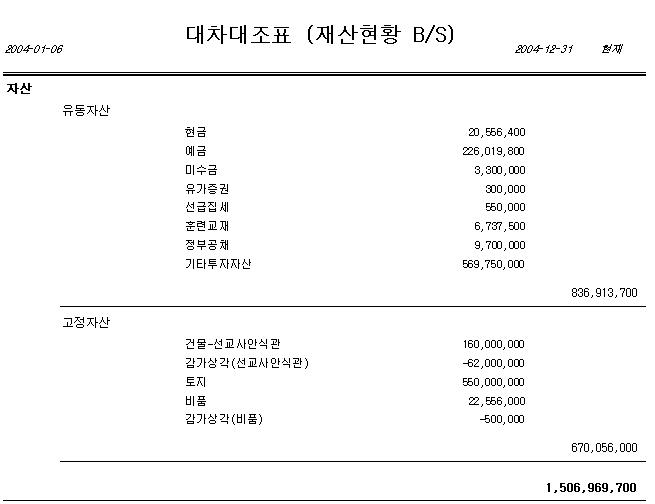 대차대조표 (재산현황 B/S)
2004-01-06 2004-12-31 현재
자산
유동자산
현금 20,556,400
예금 226,019,800
미수금 3,300,000
유가증권 300,000
선급집세 550,000
훈련교재 6,737,500
정부공채 9,700,000
기타투자자산 569,750,000
836,913,700
고정자산
건물-선교사안식관 160,000,000
감가상각(선교사안식관) -62,000,000
토지 550,000,000
비품 22,556,000
감가상각(비품) -500,000
670,056,000
1,506,969,700